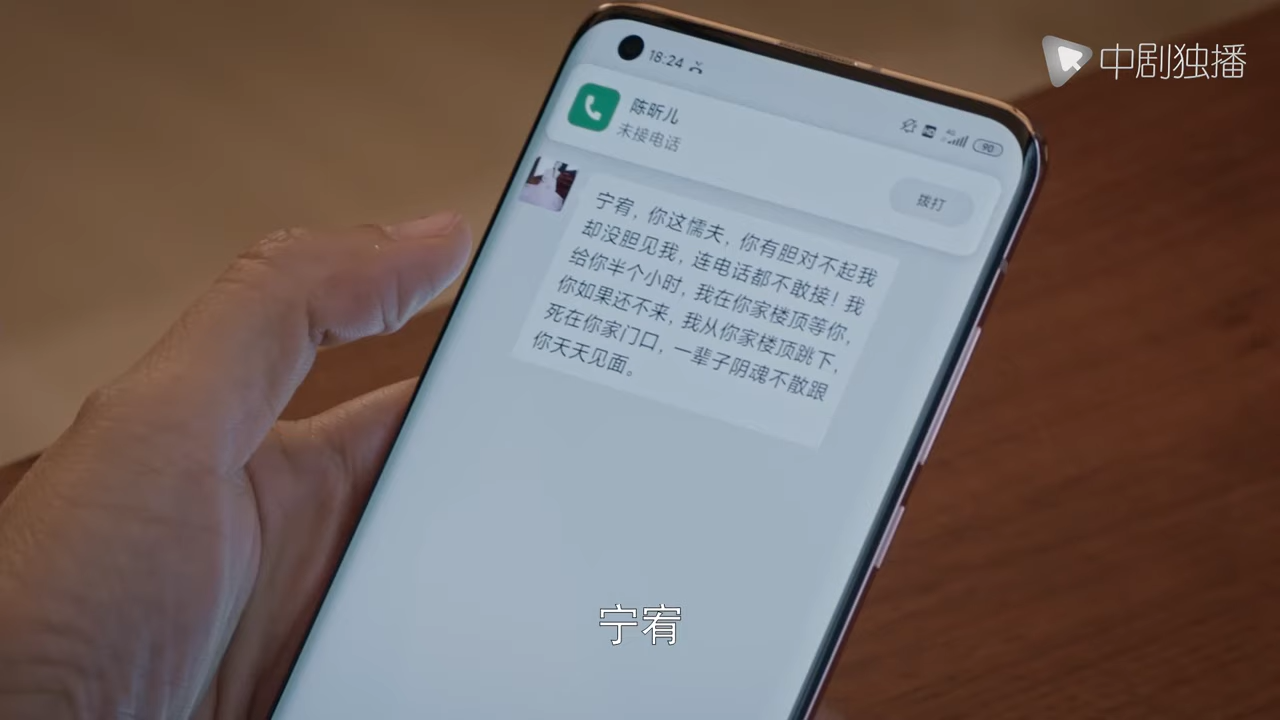 中剧独播
18:24
陈昕儿
未接电话
4G
90
拨打
宁宥，你这懦夫，你有胆对不起我
却没胆见我，连电话都不敢接！我
给你半个小时，我在你家楼顶等你，
你如果还不来，我从你家楼顶跳下，
死在你家门口，一辈子阴魂不散跟
你天天见面。
宁宥